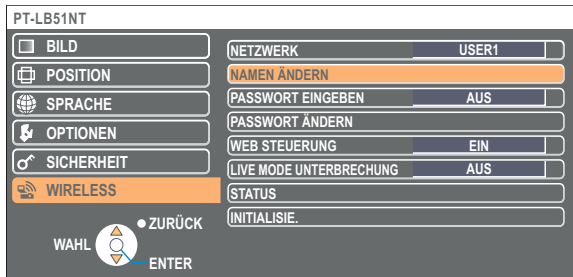 PT-LB51NT
BILD
POSITION
SPRACHE
OPTIONEN
SICHERHEIT
WIRELESS
ZURÜCK
WAHL
ENTER
NETZWERK USER1
NAMEN ÄNDERN
PASSWORT EINGEBEN AUS
PASSWORT ÄNDERN
WEB STEUERUNG EIN
LIVE MODE UNTERBRECHUNG AUS
STATUS
INITIALISIE.